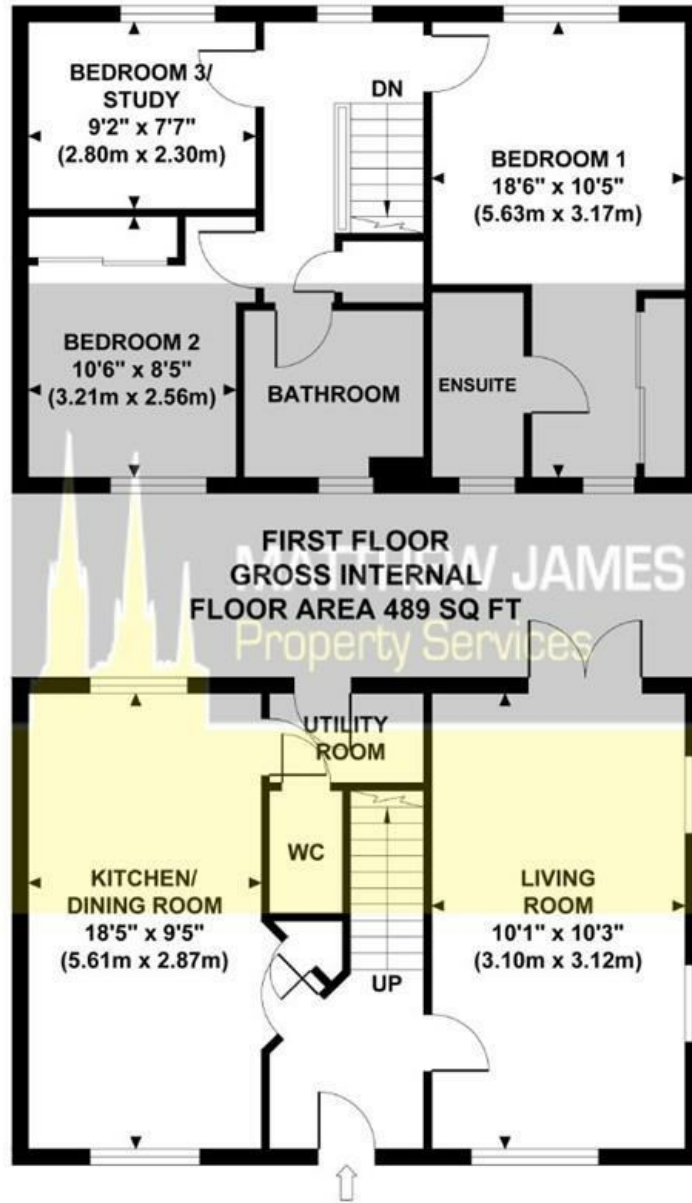 BEDROOM 3/
STUDY
9'2" x 7'7"
(2.80m x 2.30m)
DN
BEDROOM 1
18'6" x 10'5"
(5.63m x 3.17m)
BEDROOM 2
10'6" x 8'5"
(3.21m x 2.56m)
BATHROOM
ENSUITE
FIRST FLOOR
GROSS INTERNAL
FLOOR AREA 489 SQ FT
MATTHEW JAMES
Property Services
UTILITY
ROOM
WC
KITCHEN/
DINING ROOM
18'5" x 9'5"
(5.61m x 2.87m)
LIVING
ROOM
10'1" x 10'3"
(3.10m x 3.12m)
UP